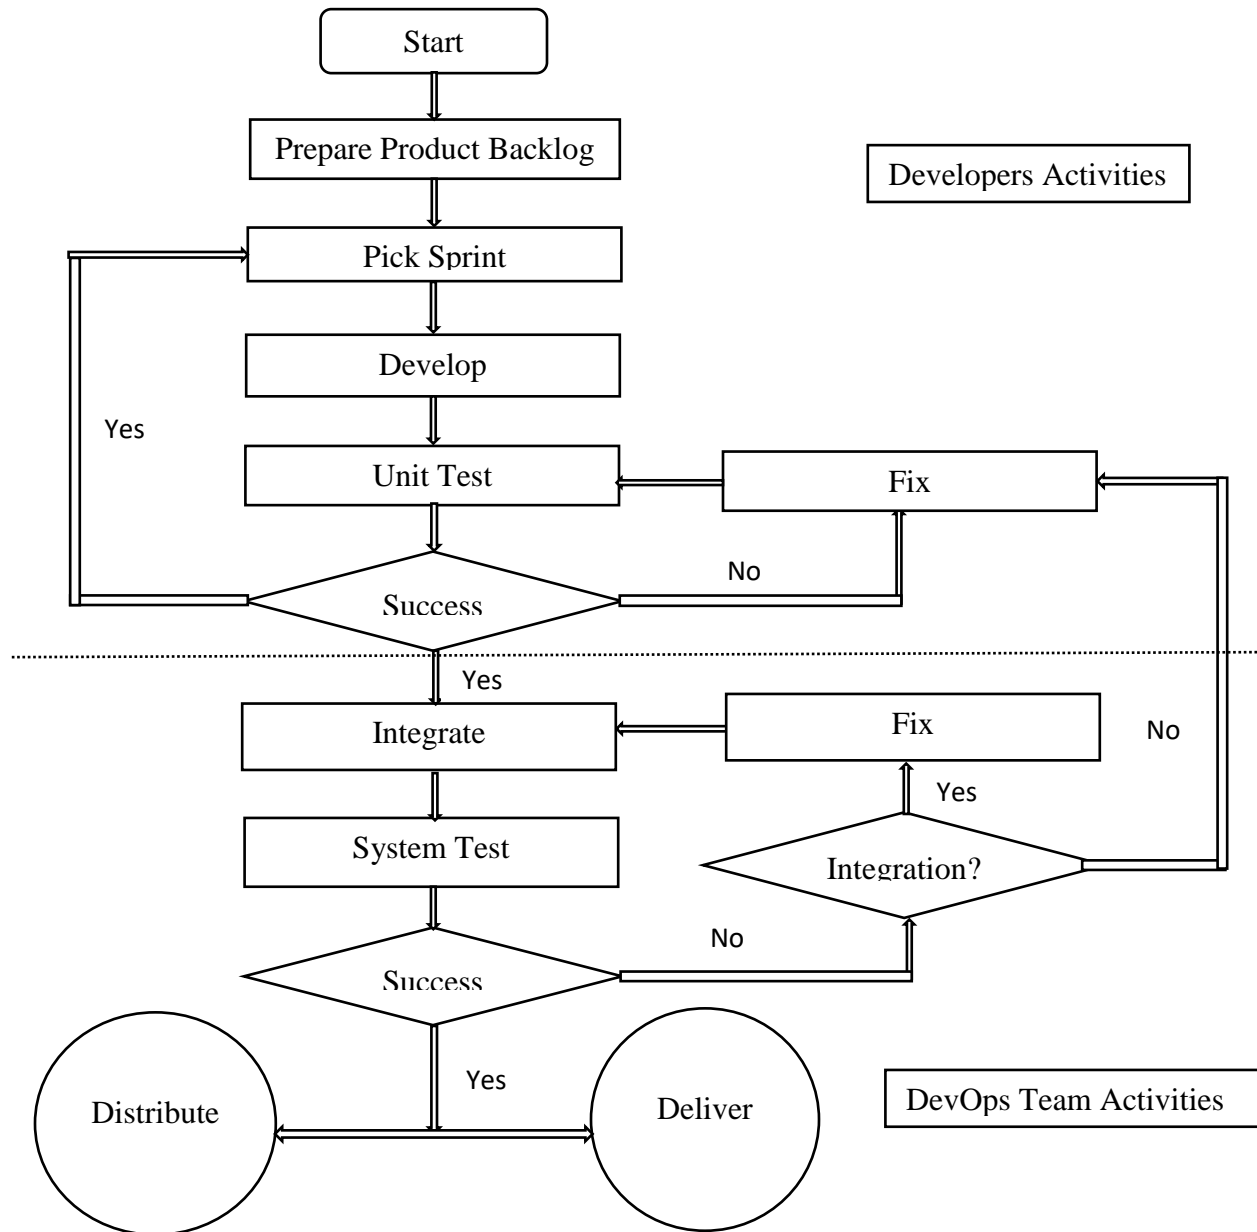 Start
Prepare Product Backlog
Developers Activities
Pick Sprint
Develop
Yes
Unit Test
Fix
No
Success
Yes
Integrate
Fix
No
Yes
System Test
Integration?
No
Success
Yes
Distribute
Deliver
DevOps Team Activities